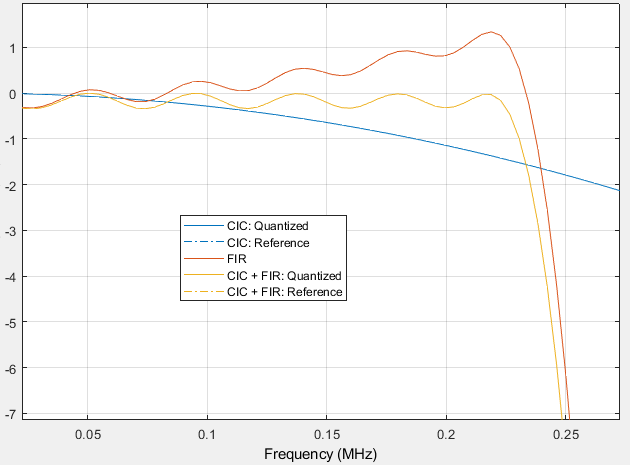 1
0
-1
-2
-3
-4
-5
-6
-7
CIC: Quantized
CIC: Reference
FIR
CIC + FIR: Quantized
CIC + FIR: Reference
0.05 0.1 0.15 0.2 0.25
Frequency (MHz)